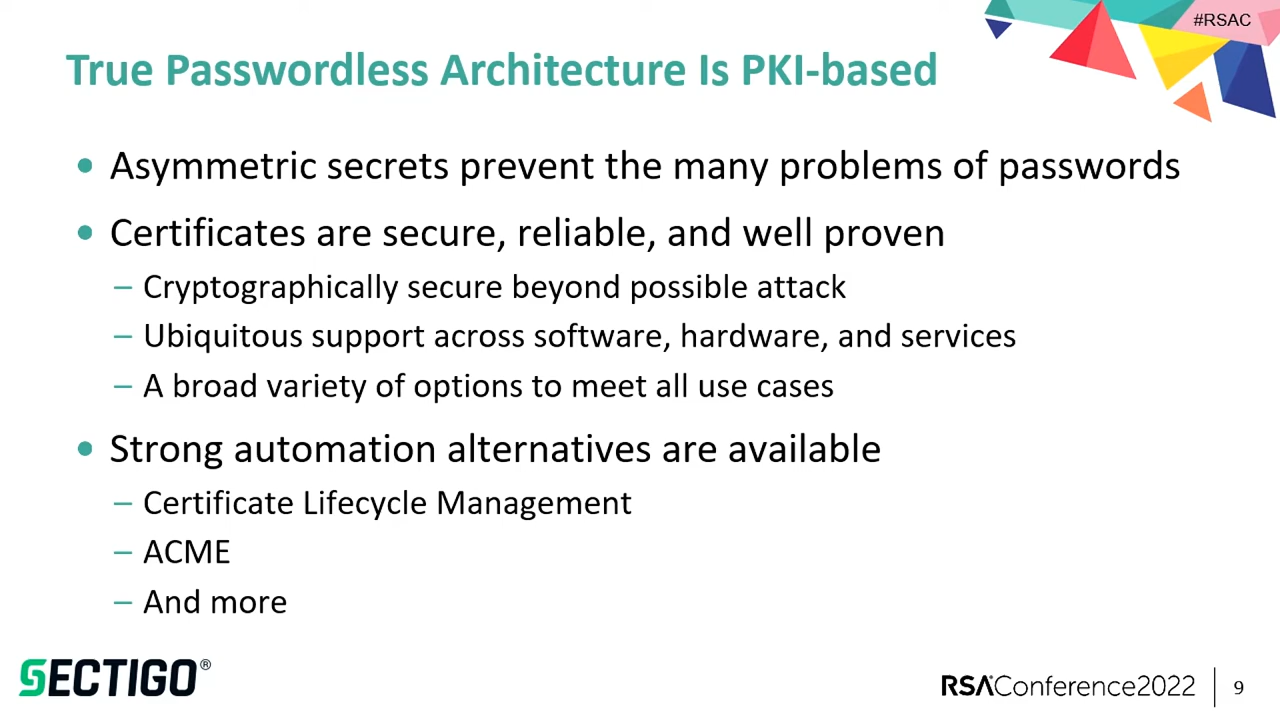 #RSAC
True Passwordless Architecture Is PKI-based
• Asymmetric secrets prevent the many problems of passwords
• Certificates are secure, reliable, and well proven
– Cryptographically secure beyond possible attack
– Ubiquitous support across software, hardware, and services
– A broad variety of options to meet all use cases
• Strong automation alternatives are available
– Certificate Lifecycle Management
– ACME
– And more
SECTIGO®
RSAConference2022
9